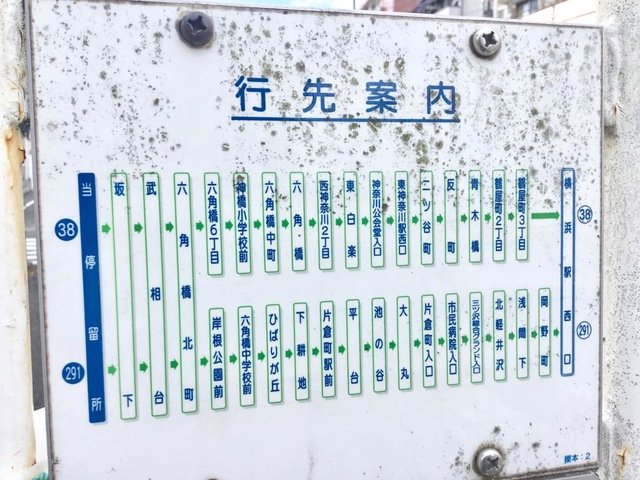 行先案内
38
291
当停留所
坂下
武相台
六角橋北町
六角橋6丁目
神橋小学校前
六角橋中町
六角橋
西神奈川2丁目
東白楽
神奈川公会堂入口
東神奈川駅西口
二ツ谷町
反町
青木橋
鶴屋町2丁目
鶴屋町3丁目
岸根公園前
六角橋中学校前
ひばりが丘
下耕地
片倉町駅前
平台
池の谷
大丸
片倉町入口
市民病院入口
三ツ沢総合グランド入口
北軽井沢
浅間下
岡野町
横浜駅西口
38
291
榎本:2